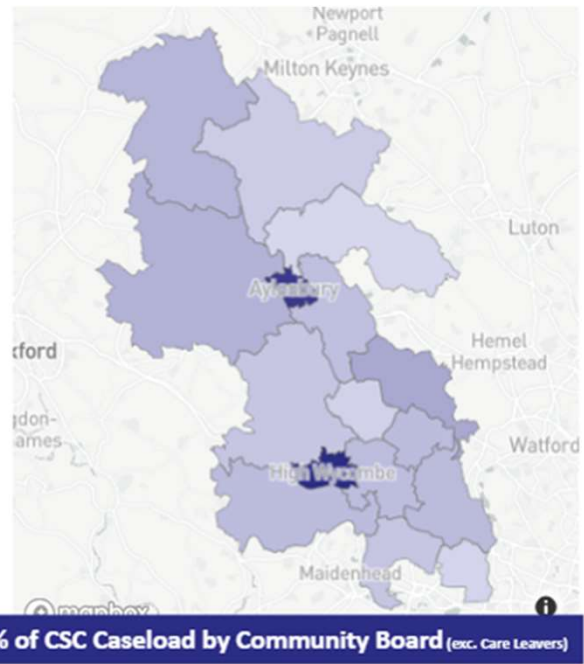 Newport
Pagnell
Milton Keynes
Luton
Aylesbury
Hemel
Hempstead
xford
gdon-
ames
Watford
High Wycombe
Maidenhead
mapbox
i
% of CSC Caseload by Community Board (exc. Care Leavers)